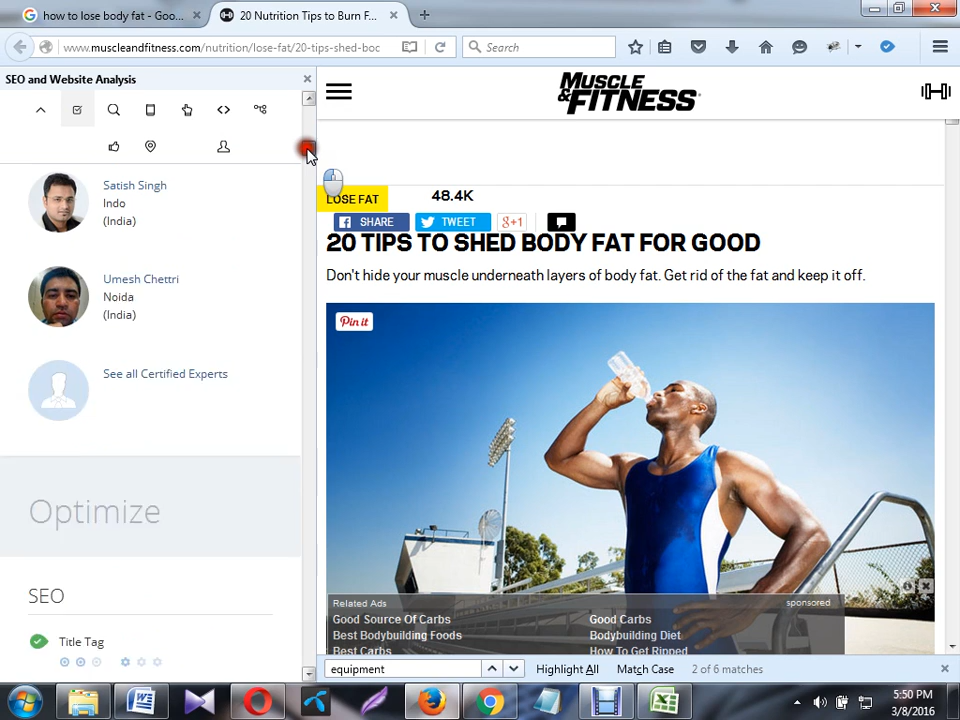 how to lose body fat - Goo...
20 Nutrition Tips to Burn F...
www.muscleandfitness.com/nutrition/lose-fat/20-tips-shed-boc
Search
SEO and Website Analysis
Satish Singh
Indo
(India)
Umesh Chettri
Noida
(India)
See all Certified Experts
Optimize
SEO
Title Tag
MUSCLE
& FITNESS
LOSE FAT
48.4K
SHARE
TWEET
g+1
20 TIPS TO SHED BODY FAT FOR GOOD
Don't hide your muscle underneath layers of body fat. Get rid of the fat and keep it off.
Pin it
Related Ads
sponsored
Good Source Of Carbs
Good Carbs
Best Bodybuilding Foods
Bodybuilding Diet
Best Carbs
How To Get Ripped
equipment
Highlight All
Match Case
2 of 6 matches
5:50 PM
3/8/2016